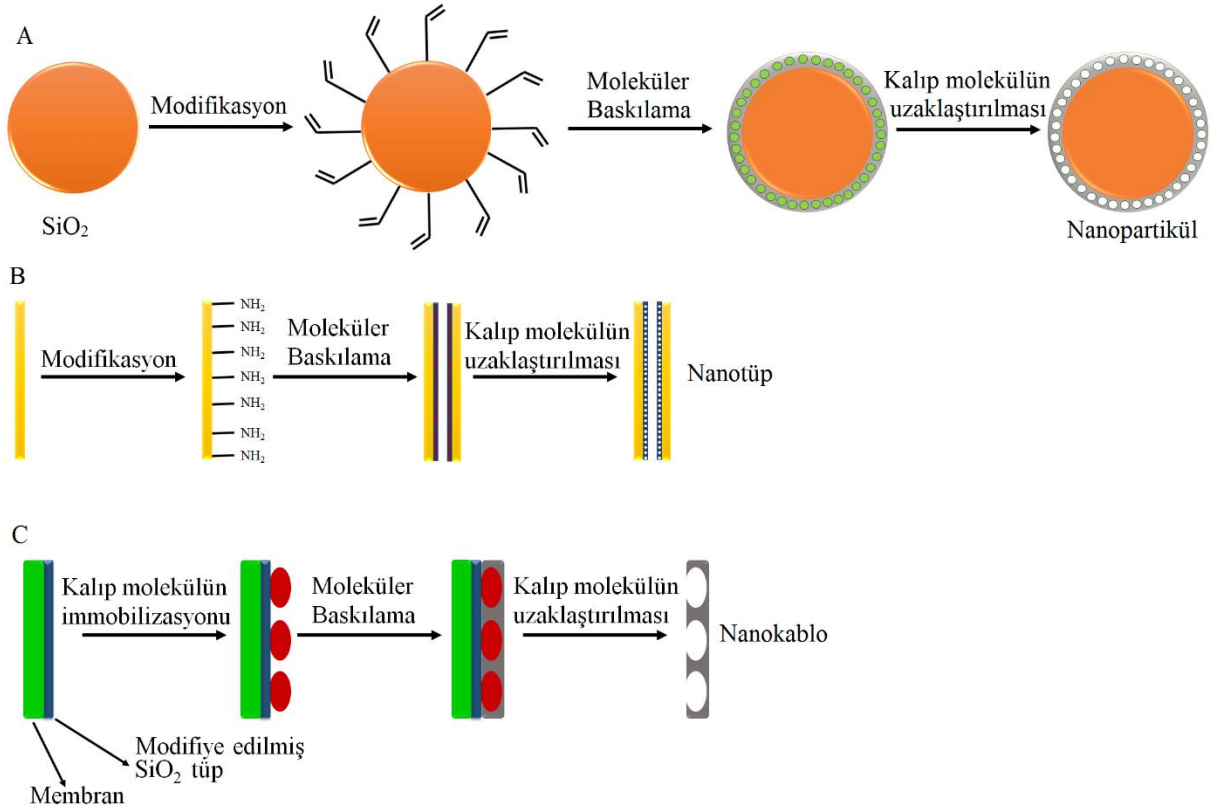 A
SiO₂
Modifikasyon
Moleküler
Baskılama
Kalıp molekülün
uzaklaştırılması
Nanopartikül
B
Modifikasyon
NH₂
NH₂
NH₂
NH₂
NH₂
NH₂
NH₂
Moleküler
Baskılama
Kalıp molekülün
uzaklaştırılması
Nanotüp
C
Kalıp molekülün
immobilizasyonu
Moleküler
Baskılama
Kalıp molekülün
uzaklaştırılması
Nanokablo
Modifiye edilmiş
SiO₂ tüp
Membran